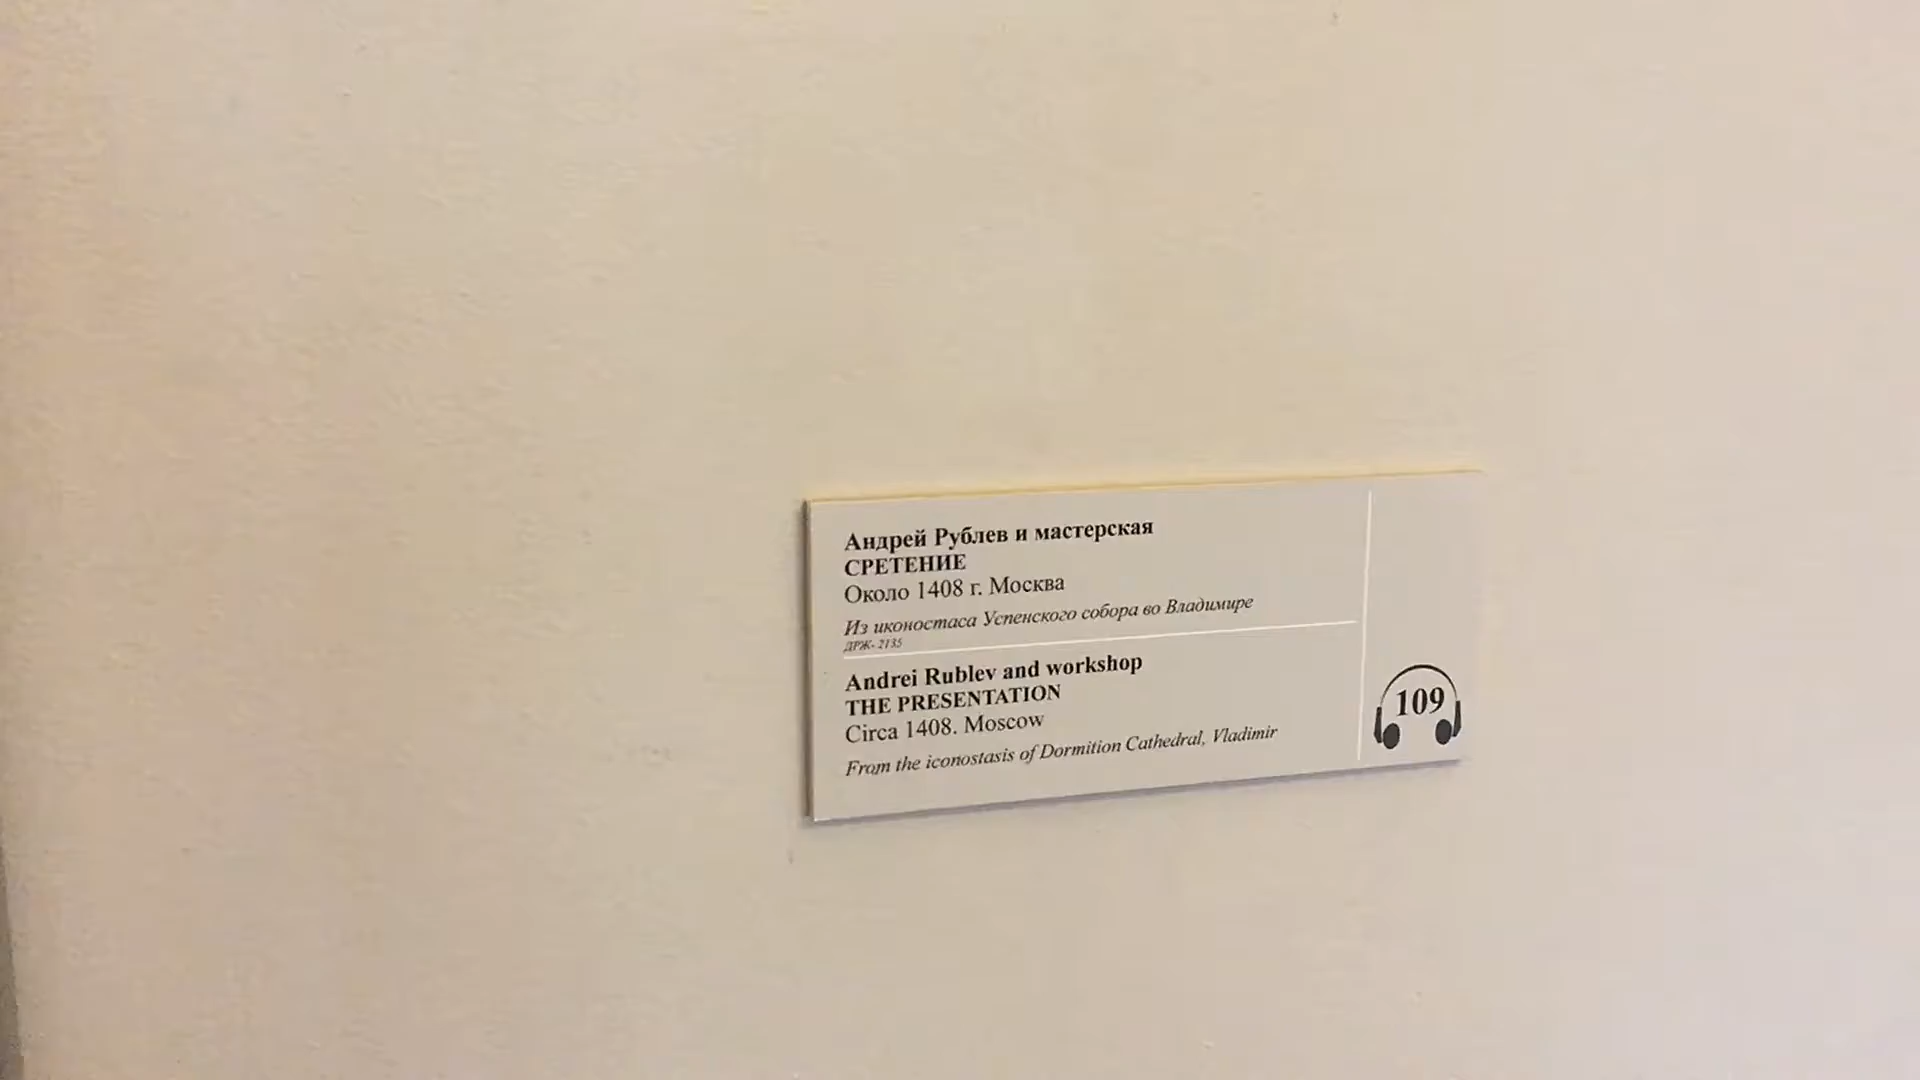 Андрей Рублев и мастерская
СРЕТЕНИЕ
Около 1408 г. Москва
Из иконостаса Успенского собора во Владимире
ДРЖ- 2135
Andrei Rublev and workshop
THE PRESENTATION
Circa 1408. Moscow
From the iconostasis of Dormition Cathedral, Vladimir
109